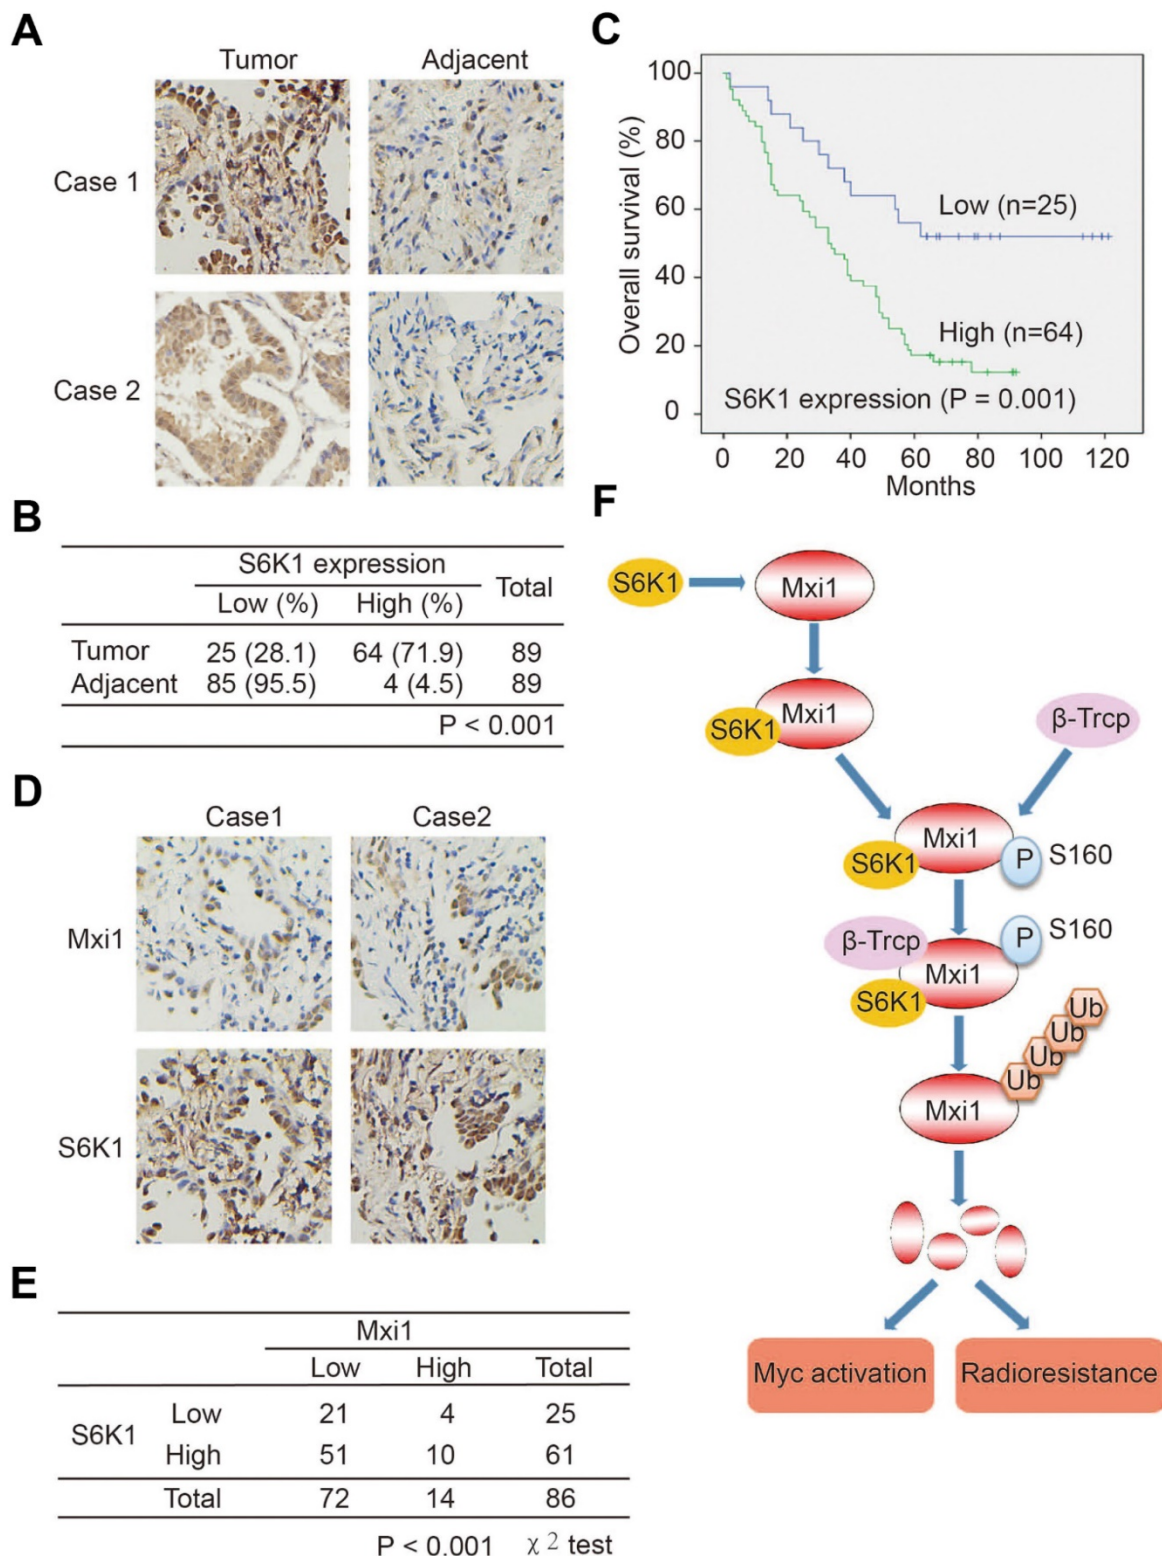 A
Tumor Adjacent
Case 1
Case 2
B
S6K1 expression
Total
Low (%) High (%)
Tumor 25 (28.1) 64 (71.9) 89
Adjacent 85 (95.5) 4 (4.5) 89
P < 0.001
C
Overall survival (%)
100
80
60
40
20
0
Low (n=25)
High (n=64)
S6K1 expression (P = 0.001)
0 20 40 60 80 100 120
Months
D
Case1 Case2
Mxi1
S6K1
E
Mxi1
Low High Total
S6K1
Low 21 4 25
High 51 10 61
Total 72 14 86
P < 0.001 χ 2 test
F
S6K1 Mxi1
Mxi1
S6K1
β-Trcp
Mxi1
S6K1 P S160
β-Trcp P S160
Mxi1
S6K1
Ub
Ub
Ub
Ub
Mxi1
Myc activation Radioresistance